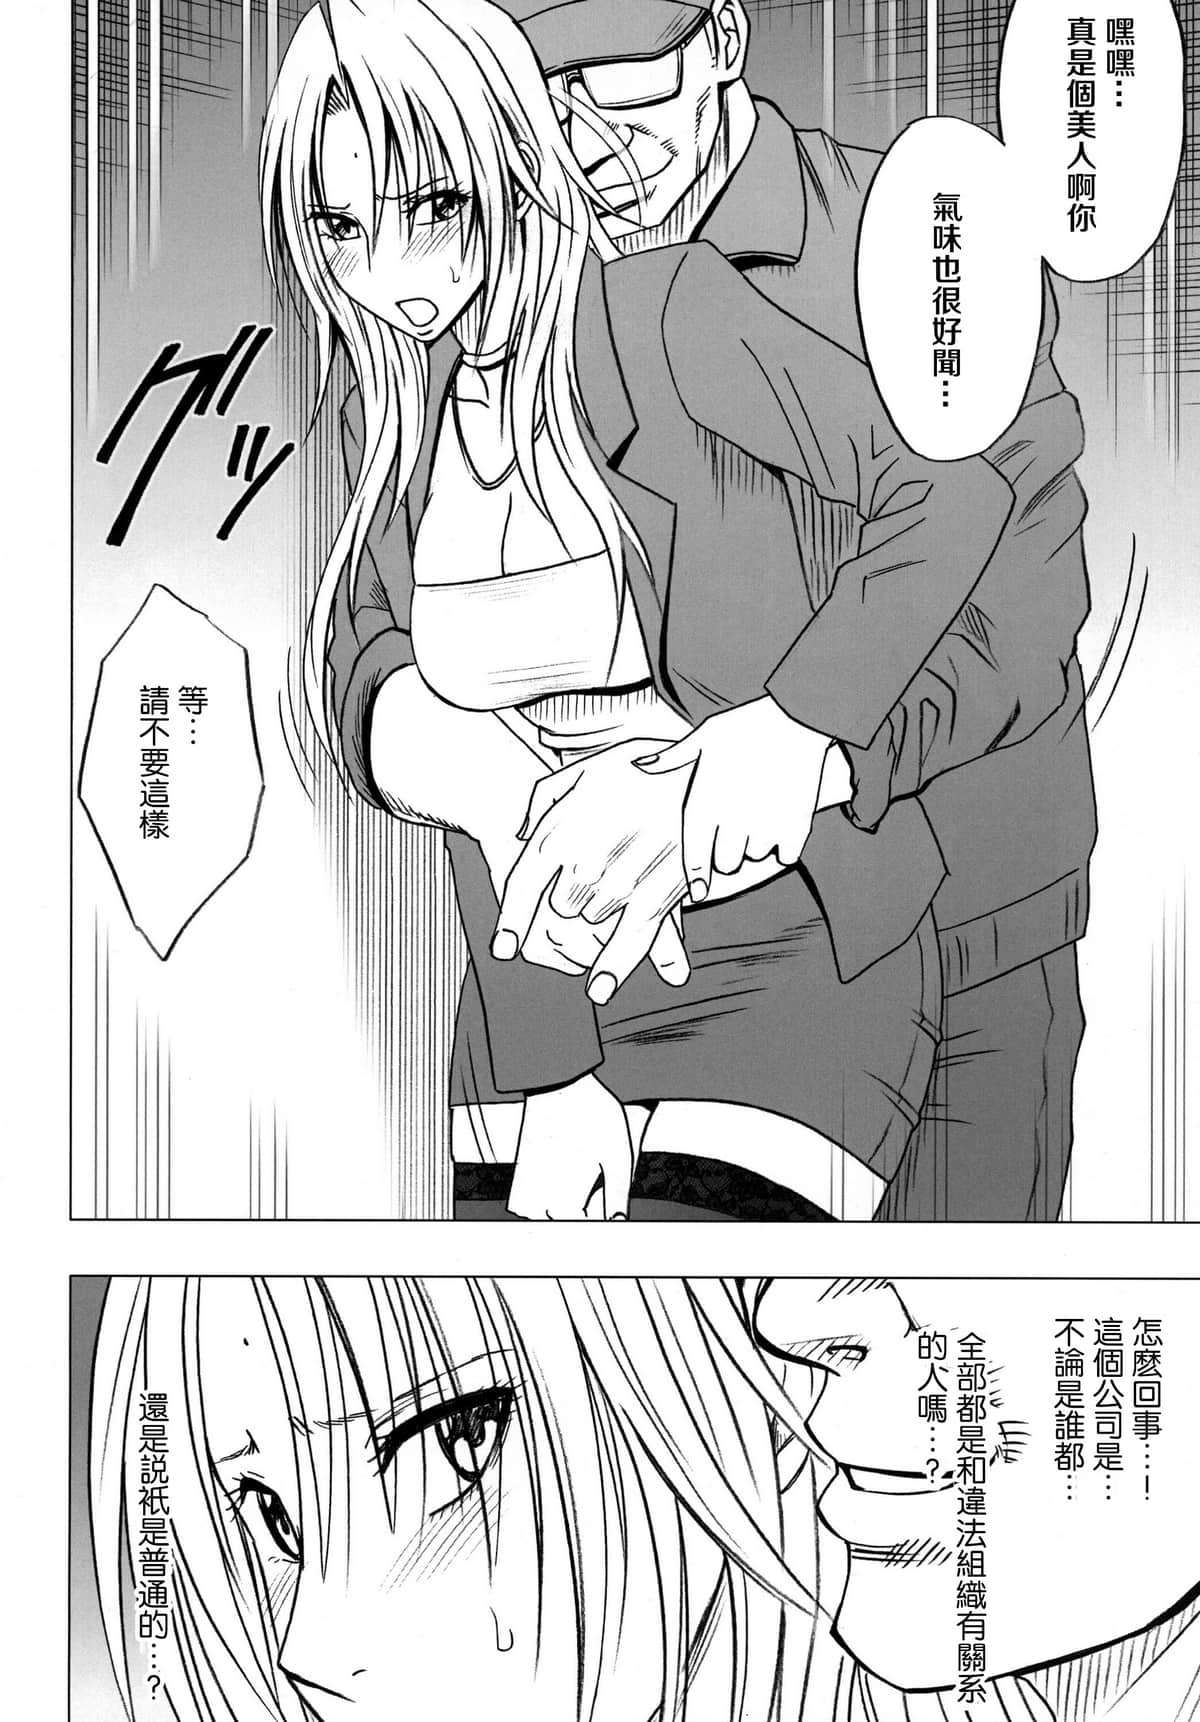 嘿嘿…
真是個美人啊你
氣味也很好聞…
グッ
等…
請不要這樣
怎麼回事…!
這個公司是…
不論是誰都…
全部都是和違法組織有關系
的人嗎…?
還是説衹是普通的…?